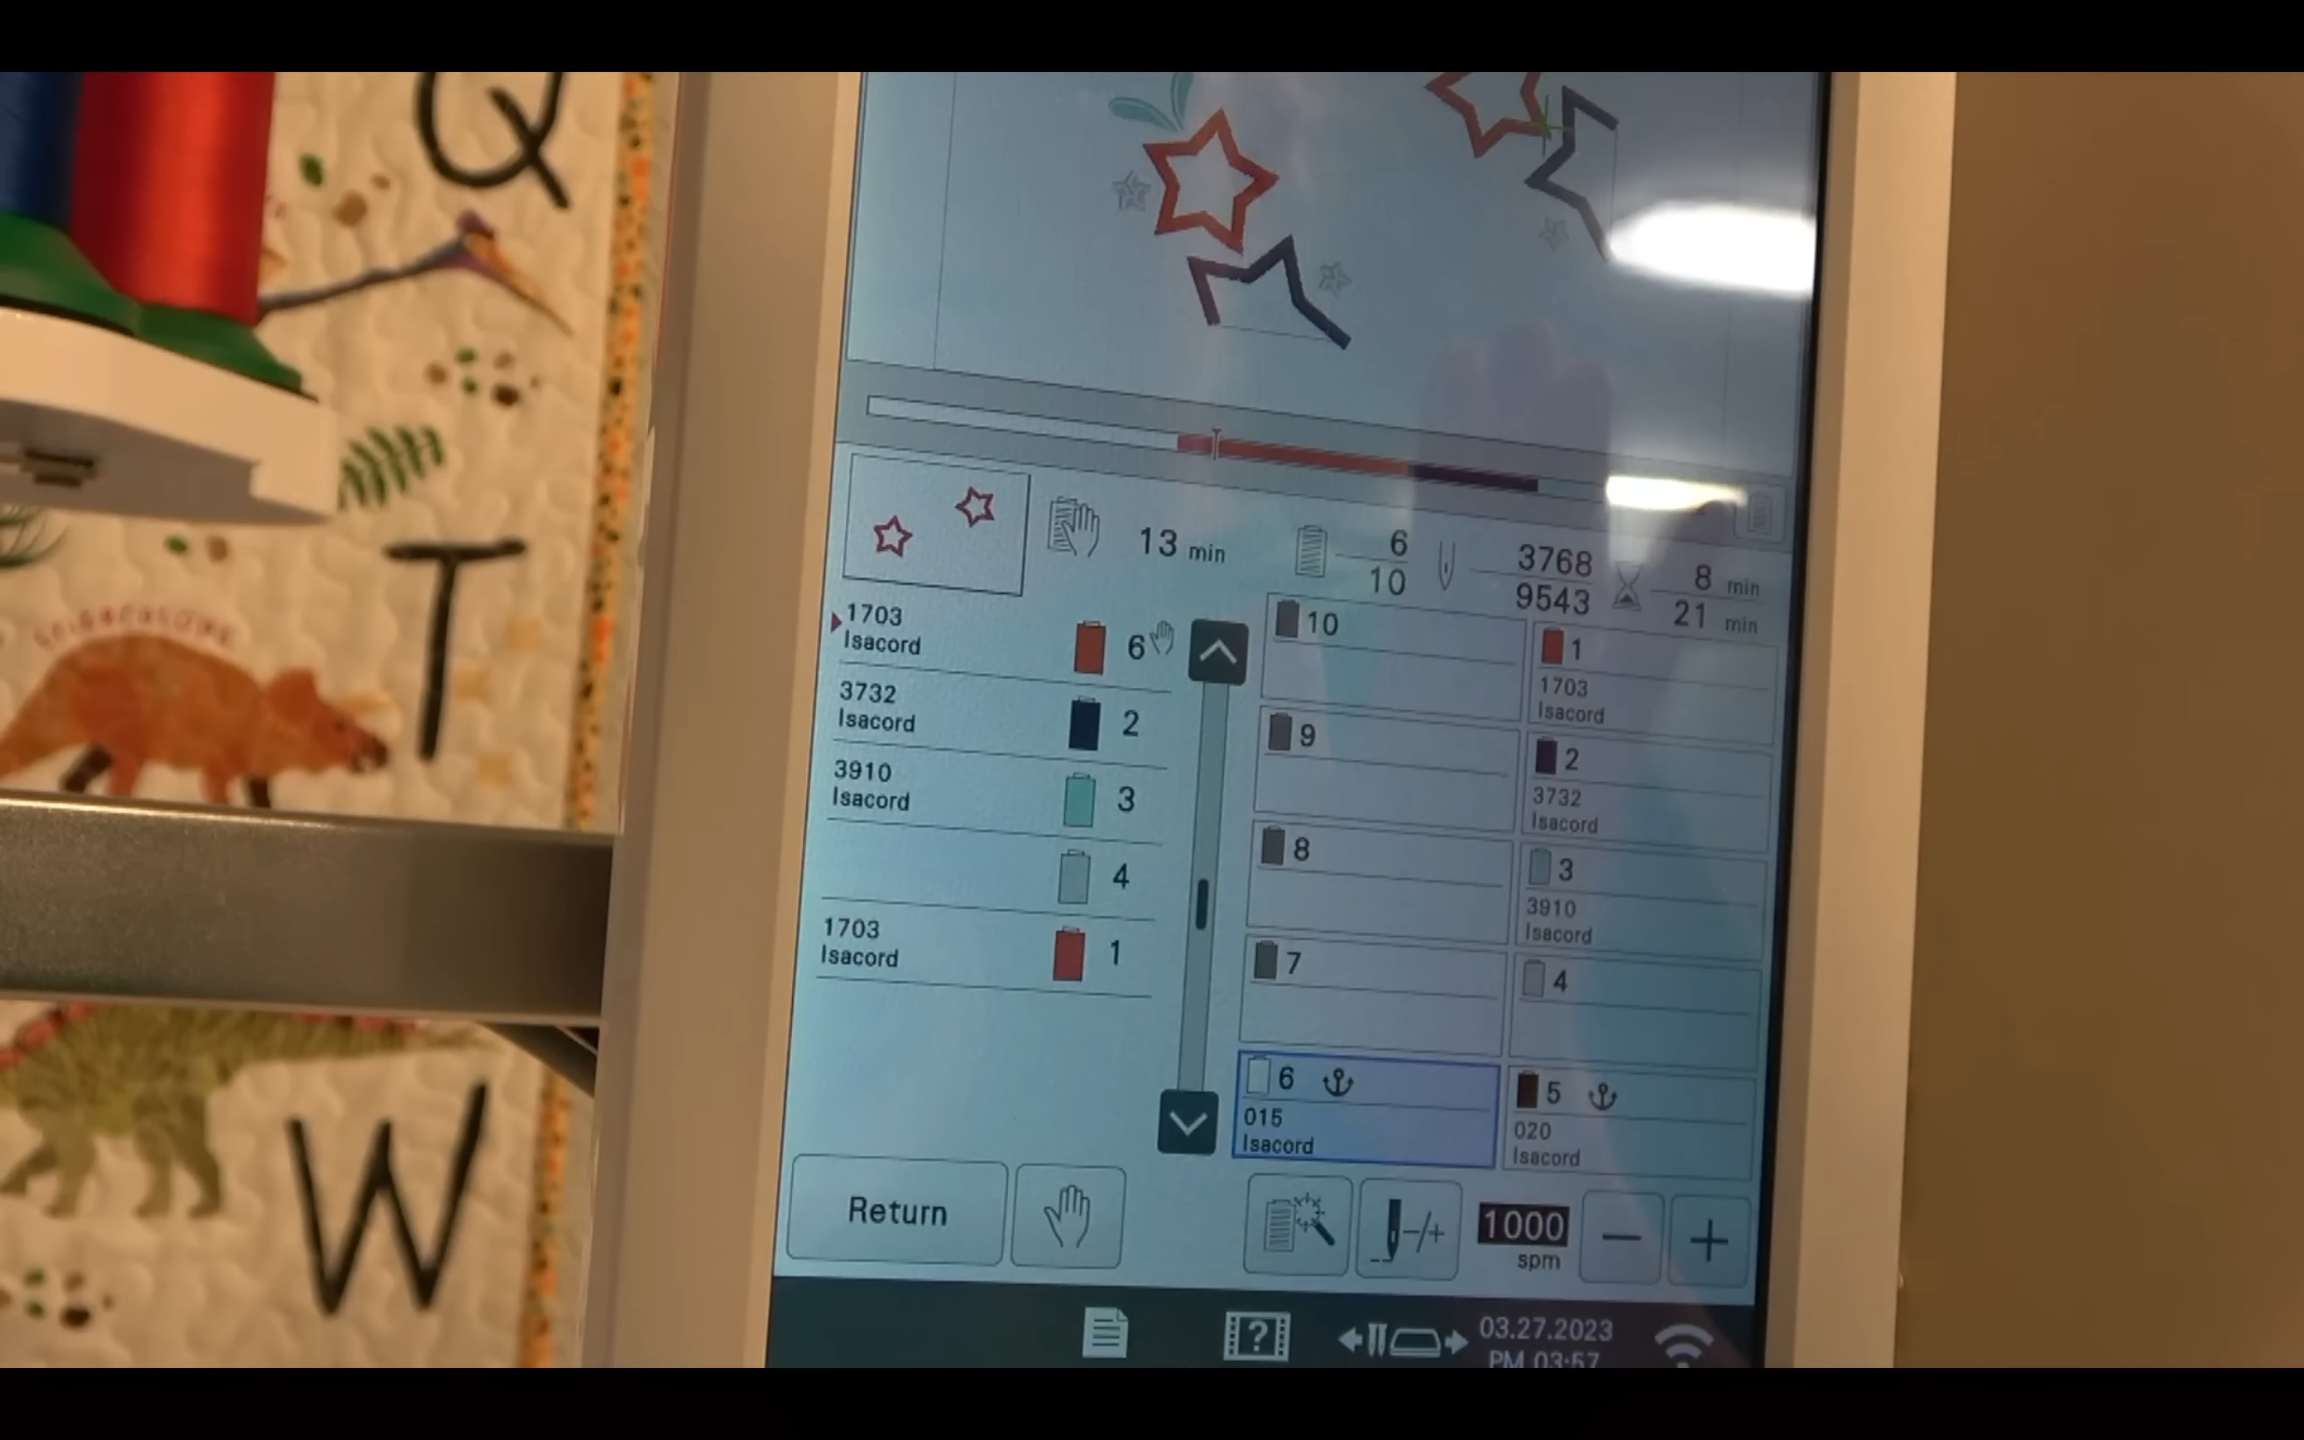 Q
T
W
13 min
6
10
3768
9543
8 min
21 min
1703
Isacord
6
3732
Isacord
2
3910
Isacord
3
4
1703
Isacord
1
10
1
1703
Isacord
9
2
3732
Isacord
8
3
3910
Isacord
7
4
6
015
Isacord
5
020
Isacord
Return
-/+
1000
spm
−
+
?
03.27.2023
PM 03:57